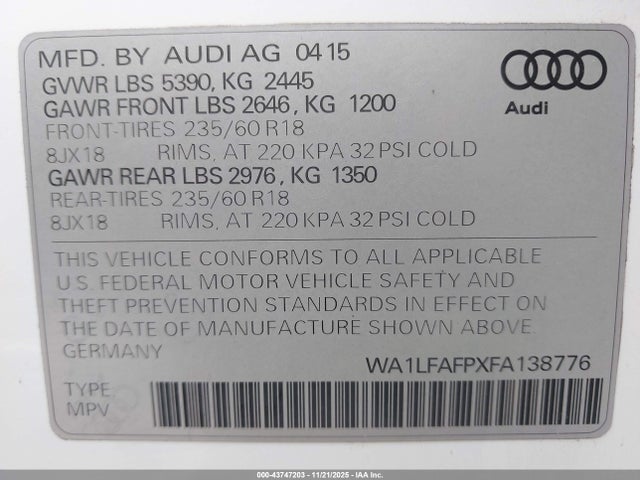 MFD. BY AUDI AG 04 15
GVWR LBS 5390, KG 2445
GAWR FRONT LBS 2646, KG 1200
FRONT-TIRES 235/60 R18
8JX18 RIMS, AT 220 KPA 32 PSI COLD
GAWR REAR LBS 2976, KG 1350
REAR-TIRES 235/60 R18
8JX18 RIMS, AT 220 KPA 32 PSI COLD
Audi
THIS VEHICLE CONFORMS TO ALL APPLICABLE
U.S. FEDERAL MOTOR VEHICLE SAFETY AND
THEFT PREVENTION STANDARDS IN EFFECT ON
THE DATE OF MANUFACTURE SHOWN ABOVE.
GERMANY
WA1LFAFPXFA138776
TYPE
MPV
000-43747203 - 11/21/2025 - IAA Inc.